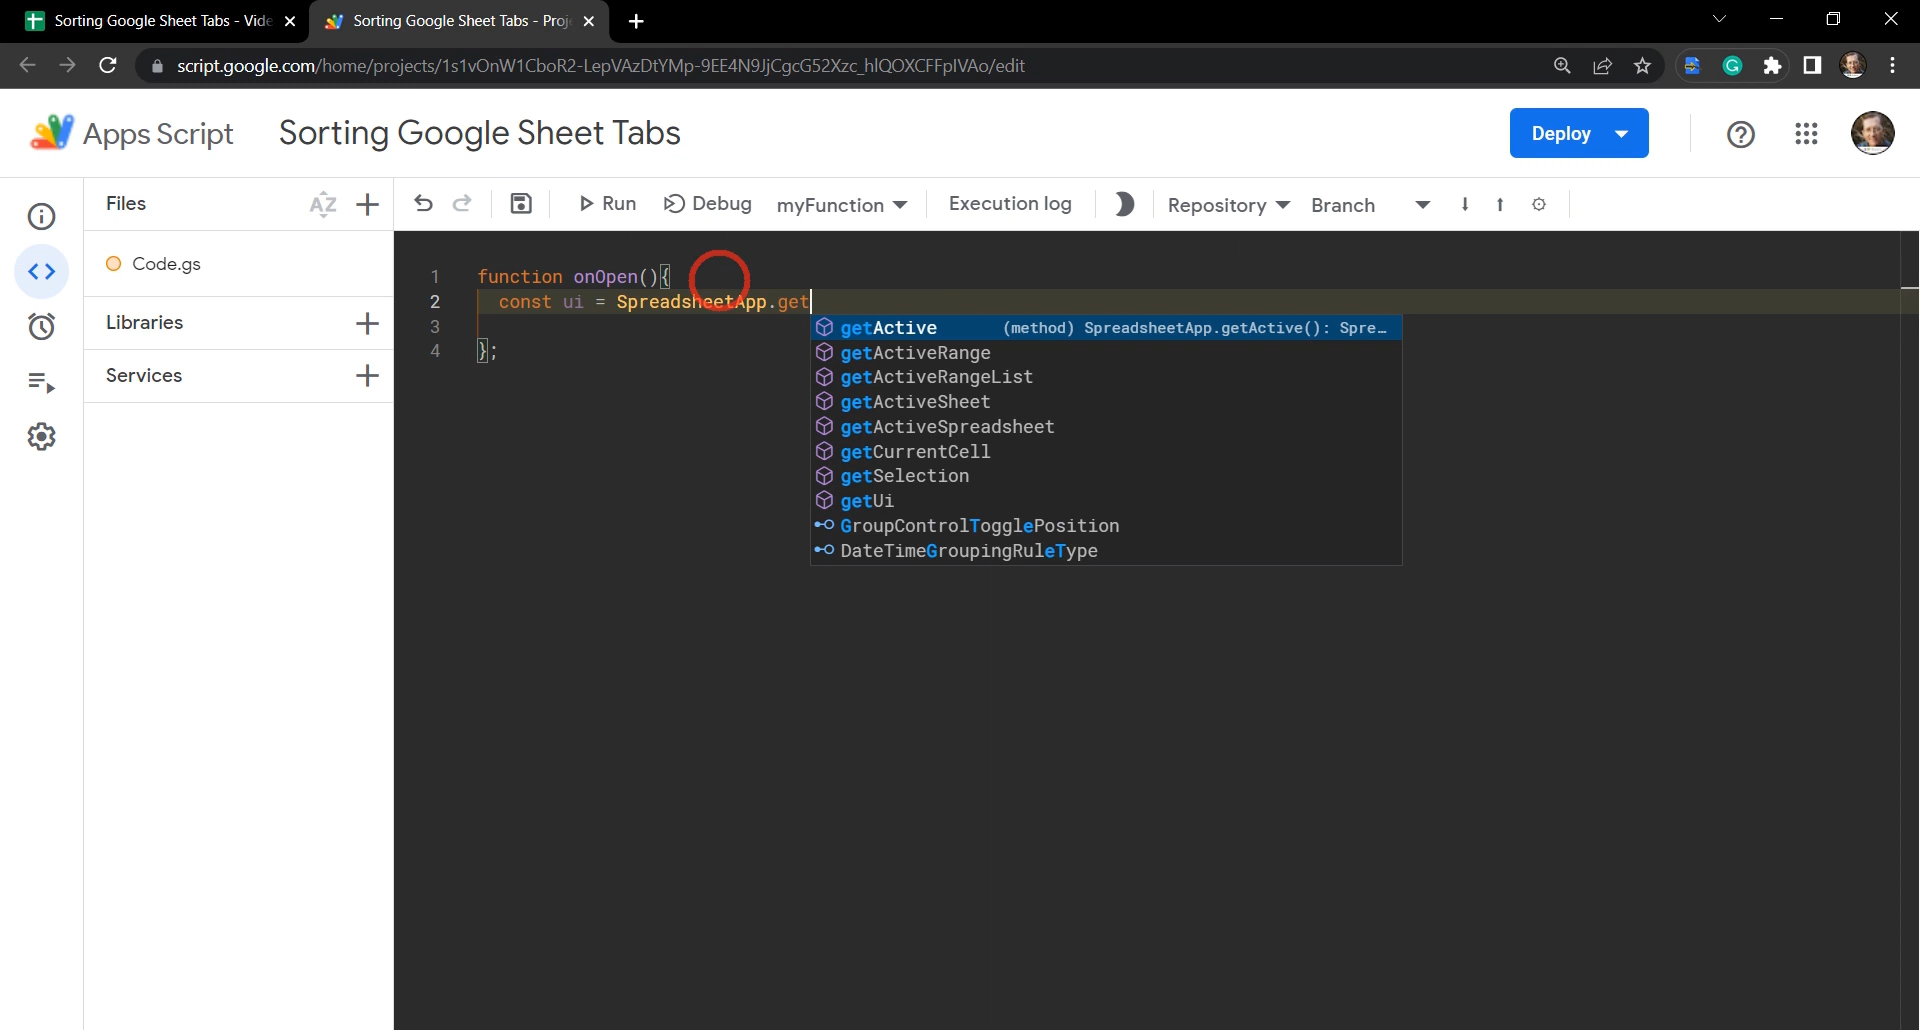 Sorting Google Sheet Tabs - Vide
Sorting Google Sheet Tabs - Proje
script.google.com/home/projects/1s1vOnW1CboR2-LepVAzDtYMp-9EE4N9JjCgcG52Xzc_hIQOXCFFpIVAo/edit
Apps Script
Sorting Google Sheet Tabs
Deploy
Files
AZ
Run
Debug
myFunction
Execution log
Repository
Branch
Code.gs
Libraries
Services
1 function onOpen(){
2 const ui = SpreadsheetApp.get
3
4 };
getActive (method) SpreadsheetApp.getActive(): Spre…
getActiveRange
getActiveRangeList
getActiveSheet
getActiveSpreadsheet
getCurrentCell
getSelection
getUi
GroupControlTogglePosition
DateTimeGroupingRuleType